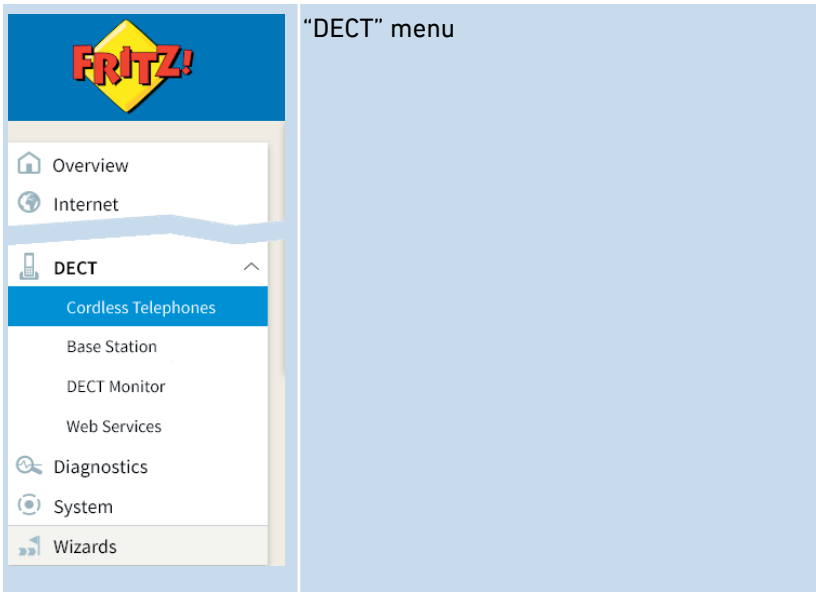 FRITZ!
Overview
Internet
DECT
Cordless Telephones
Base Station
DECT Monitor
Web Services
Diagnostics
System
Wizards
“DECT” menu